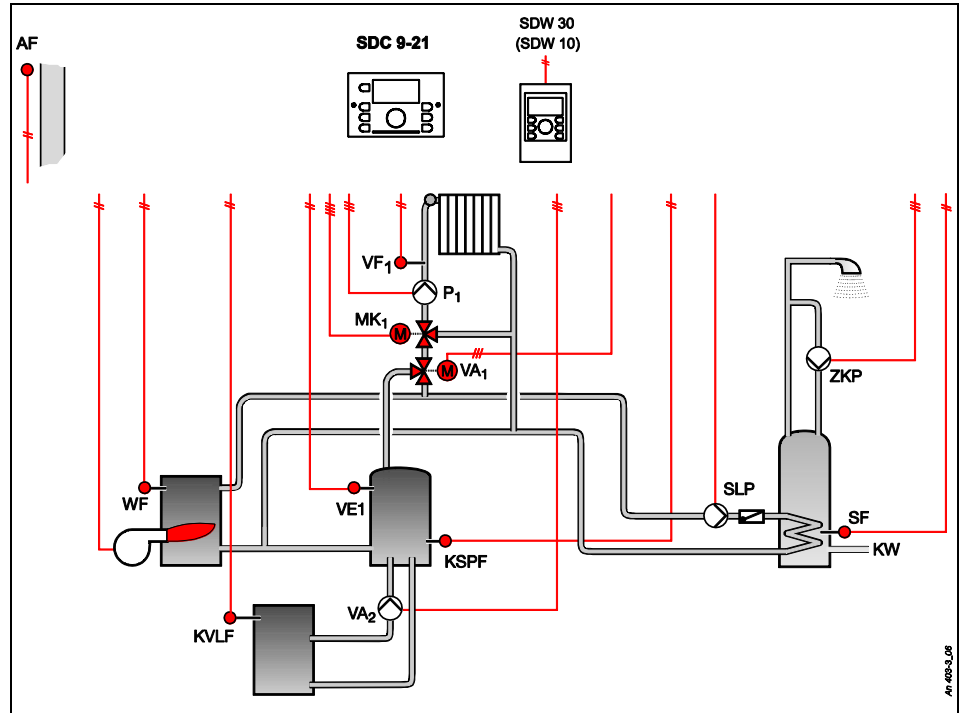 AF
SDC 9-21
SDW 30
(SDW 10)
VF1
P1
MK1
M
M
VA1
ZKP
WF
VE1
SLP
SF
KSPF
KW
VA2
KVLF
An 403-3_06